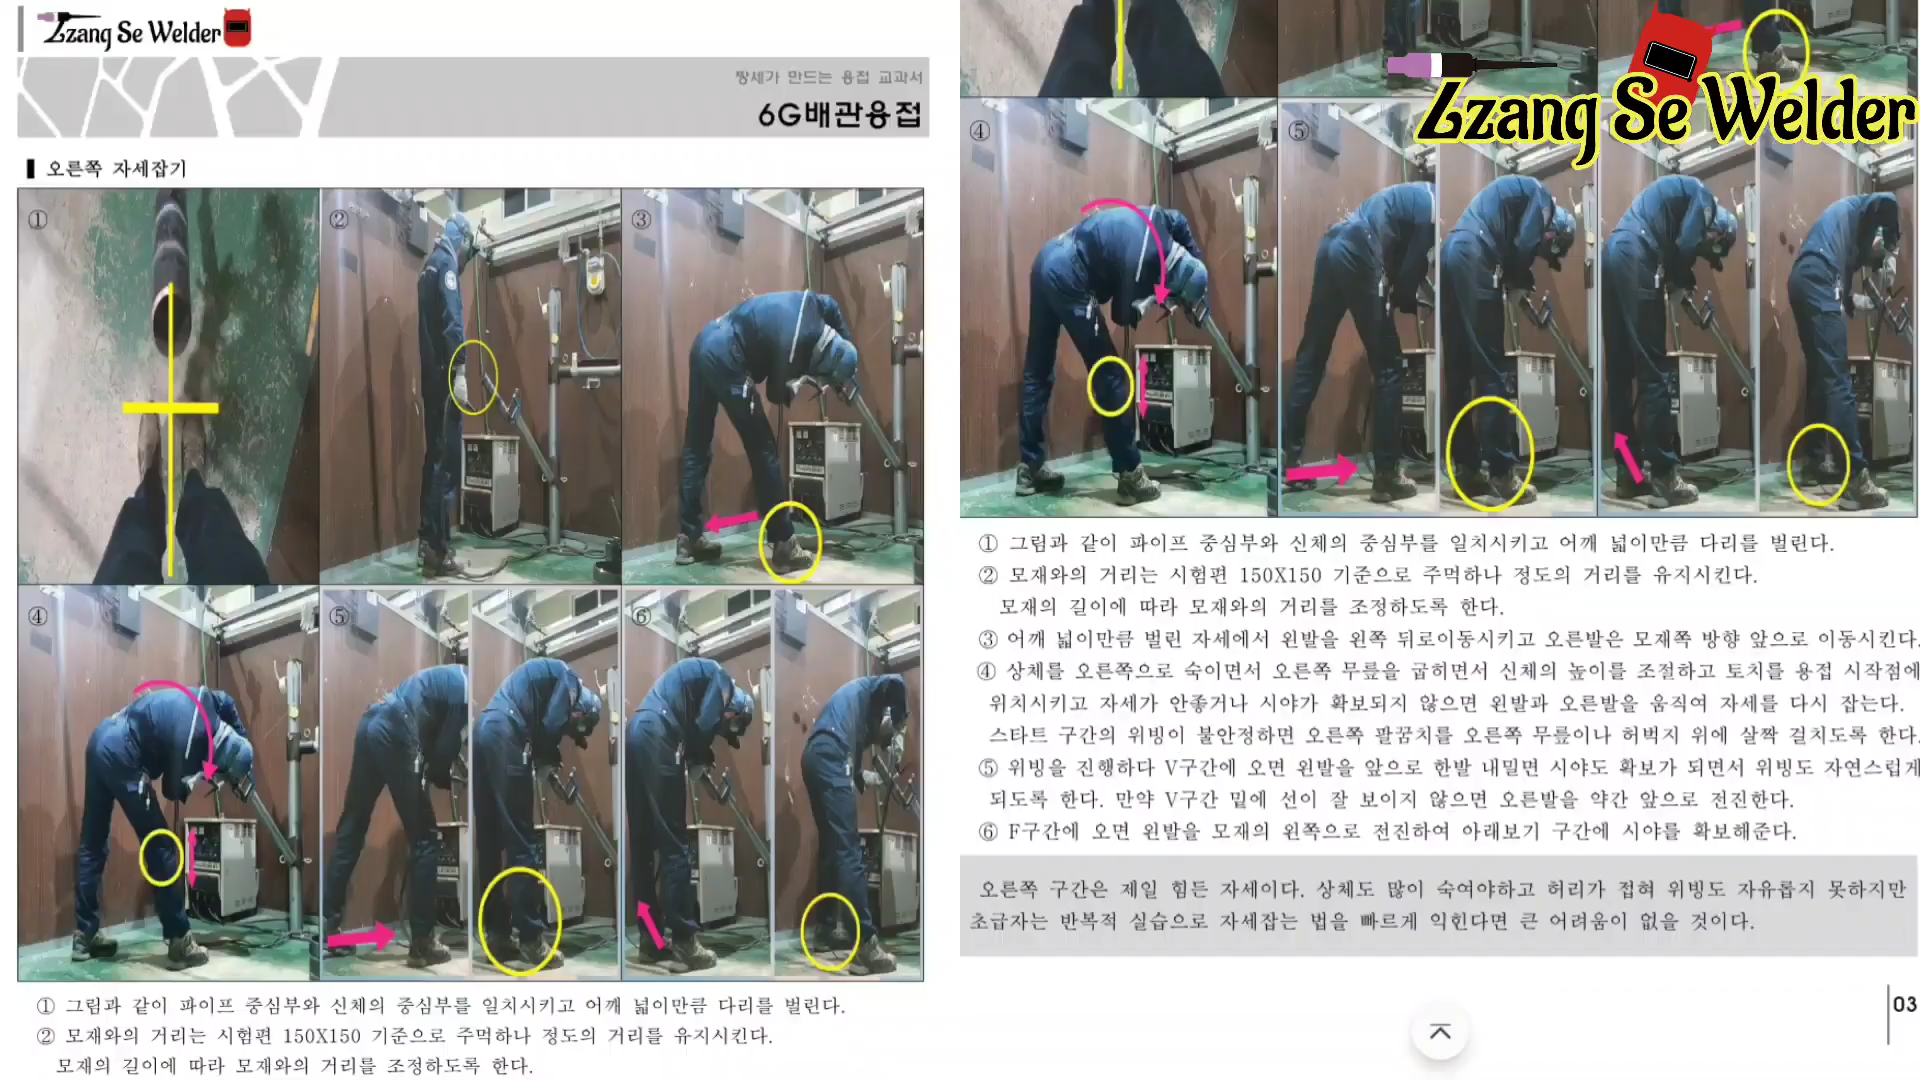 Zzang Se Welder
짱세가 만드는 용접 교과서
6G배관용접
오른쪽 자세잡기
①
②
③
④
⑤
⑥
① 그림과 같이 파이프 중심부와 신체의 중심부를 일치시키고 어깨 넓이만큼 다리를 벌린다.
② 모재와의 거리는 시험편 150X150 기준으로 주먹하나 정도의 거리를 유지시킨다.
모재의 길이에 따라 모재와의 거리를 조정하도록 한다.
Zzang Se Welder
④
⑤
① 그림과 같이 파이프 중심부와 신체의 중심부를 일치시키고 어깨 넓이만큼 다리를 벌린다.
② 모재와의 거리는 시험편 150X150 기준으로 주먹하나 정도의 거리를 유지시킨다.
모재의 길이에 따라 모재와의 거리를 조정하도록 한다.
③ 어깨 넓이만큼 벌린 자세에서 왼발을 왼쪽 뒤로이동시키고 오른발은 모재쪽 방향 앞으로 이동시킨다.
④ 상체를 오른쪽으로 숙이면서 오른쪽 무릎을 굽히면서 신체의 높이를 조절하고 토치를 용접 시작점에
위치시키고 자세가 안좋거나 시야가 확보되지 않으면 왼발과 오른발을 움직여 자세를 다시 잡는다.
스타트 구간의 위빙이 불안정하면 오른쪽 팔꿈치를 오른쪽 무릎이나 허벅지 위에 살짝 걸치도록 한다.
⑤ 위빙을 진행하다 V구간에 오면 왼발을 앞으로 한발 내밀면 시야도 확보가 되면서 위빙도 자연스럽게
되도록 한다. 만약 V구간 밑에 선이 잘 보이지 않으면 오른발을 약간 앞으로 전진한다.
⑥ F구간에 오면 왼발을 모재의 왼쪽으로 전진하여 아래보기 구간에 시야를 확보해준다.
오른쪽 구간은 제일 힘든 자세이다. 상체도 많이 숙여야하고 허리가 접혀 위빙도 자유롭지 못하지만
초급자는 반복적 실습으로 자세잡는 법을 빠르게 익힌다면 큰 어려움이 없을 것이다.
03